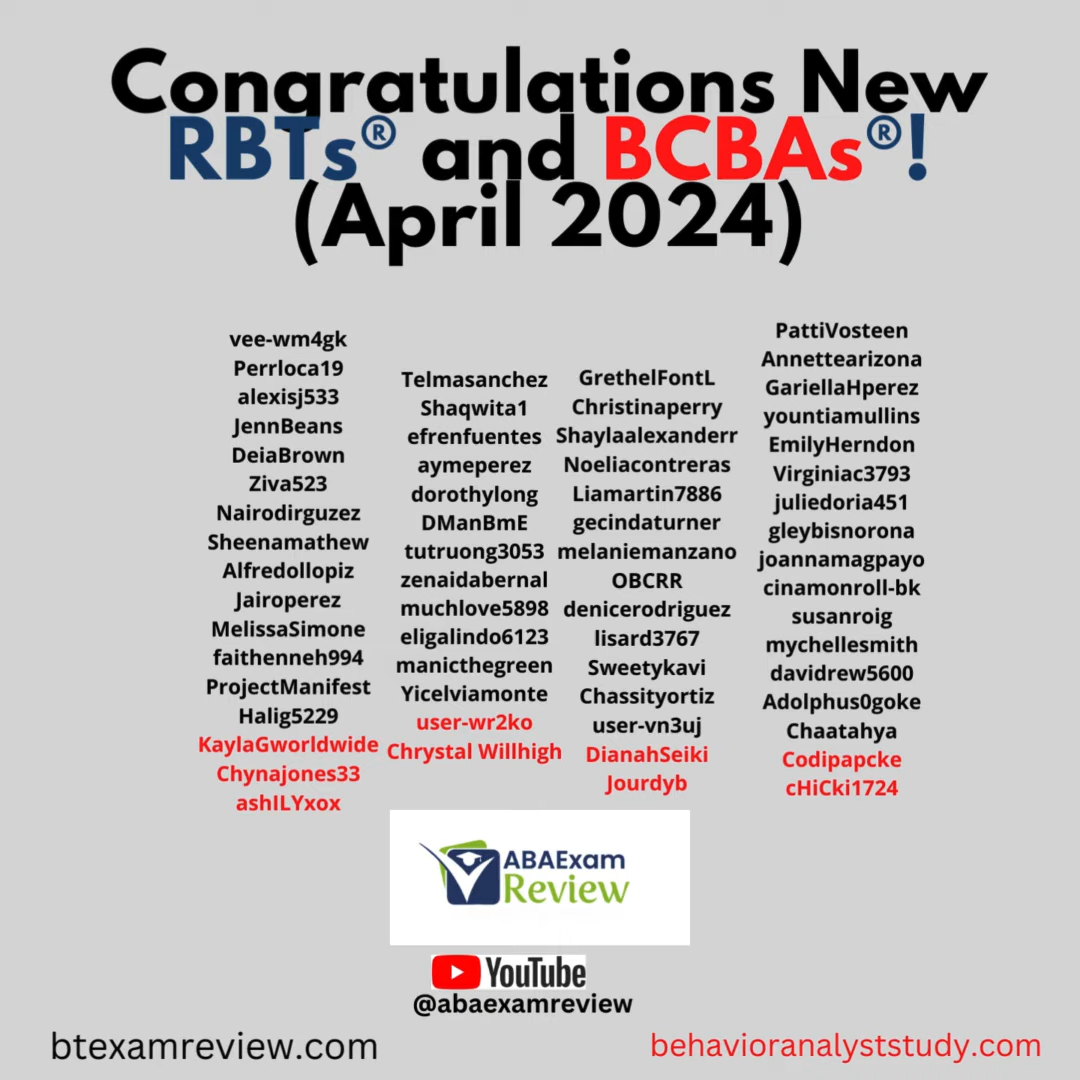 Congratulations New
RBTs® and BCBAs®!
(April 2024)
vee-wm4gk
Perrloca19
alexisj533
JennBeans
DeiaBrown
Ziva523
Nairodirguzez
Sheenamathew
Alfredollopiz
Jairoperez
MelissaSimone
faithenneh994
ProjectManifest
Halig5229
KaylaGworldwide
Chynajones33
ashILYxox
Telmasanchez
Shaqwita1
efrenfuentes
aymeperez
dorothylong
DManBmE
tutruong3053
zenaidabernal
muchlove5898
eligalindo6123
manicthegreen
Yicelviamonte
user-wr2ko
Chrystal Willhigh
GrethelFontL
Christinaperry
Shaylaalexanderr
Noeliacontreras
Liamartin7886
gecindaturner
melaniemanzano
OBCRR
denicerodriguez
lisard3767
Sweetykavi
Chassityortiz
user-vn3uj
DianahSeiki
Jourdyb
PattiVosteen
Annettearizona
GariellaHperez
yountiamullins
EmilyHerndon
Virginiac3793
juliedoria451
gleybisnorona
joannamagpayo
cinamonroll-bk
susanroig
mychellesmith
davidrew5600
Adolphus0goke
Chaatahya
Codipapcke
cHiCki1724
ABAExam
Review
YouTube
@abaexamreview
btexamreview.com
behavioranalyststudy.com